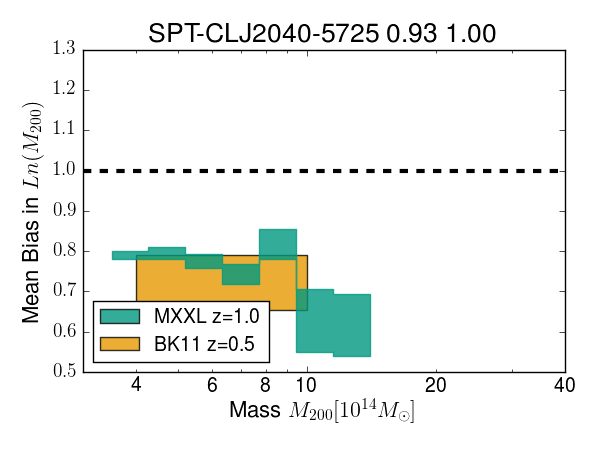 SPT-CLJ2040-5725 0.93 1.00
1.3
1.2
1.1
1.0
0.9
0.8
0.7
0.6
0.5
Mean Bias in Ln(M₂₀₀)
MXXL z=1.0
BK11 z=0.5
4 6 8 10 20 40
Mass M₂₀₀[10¹⁴M☉]